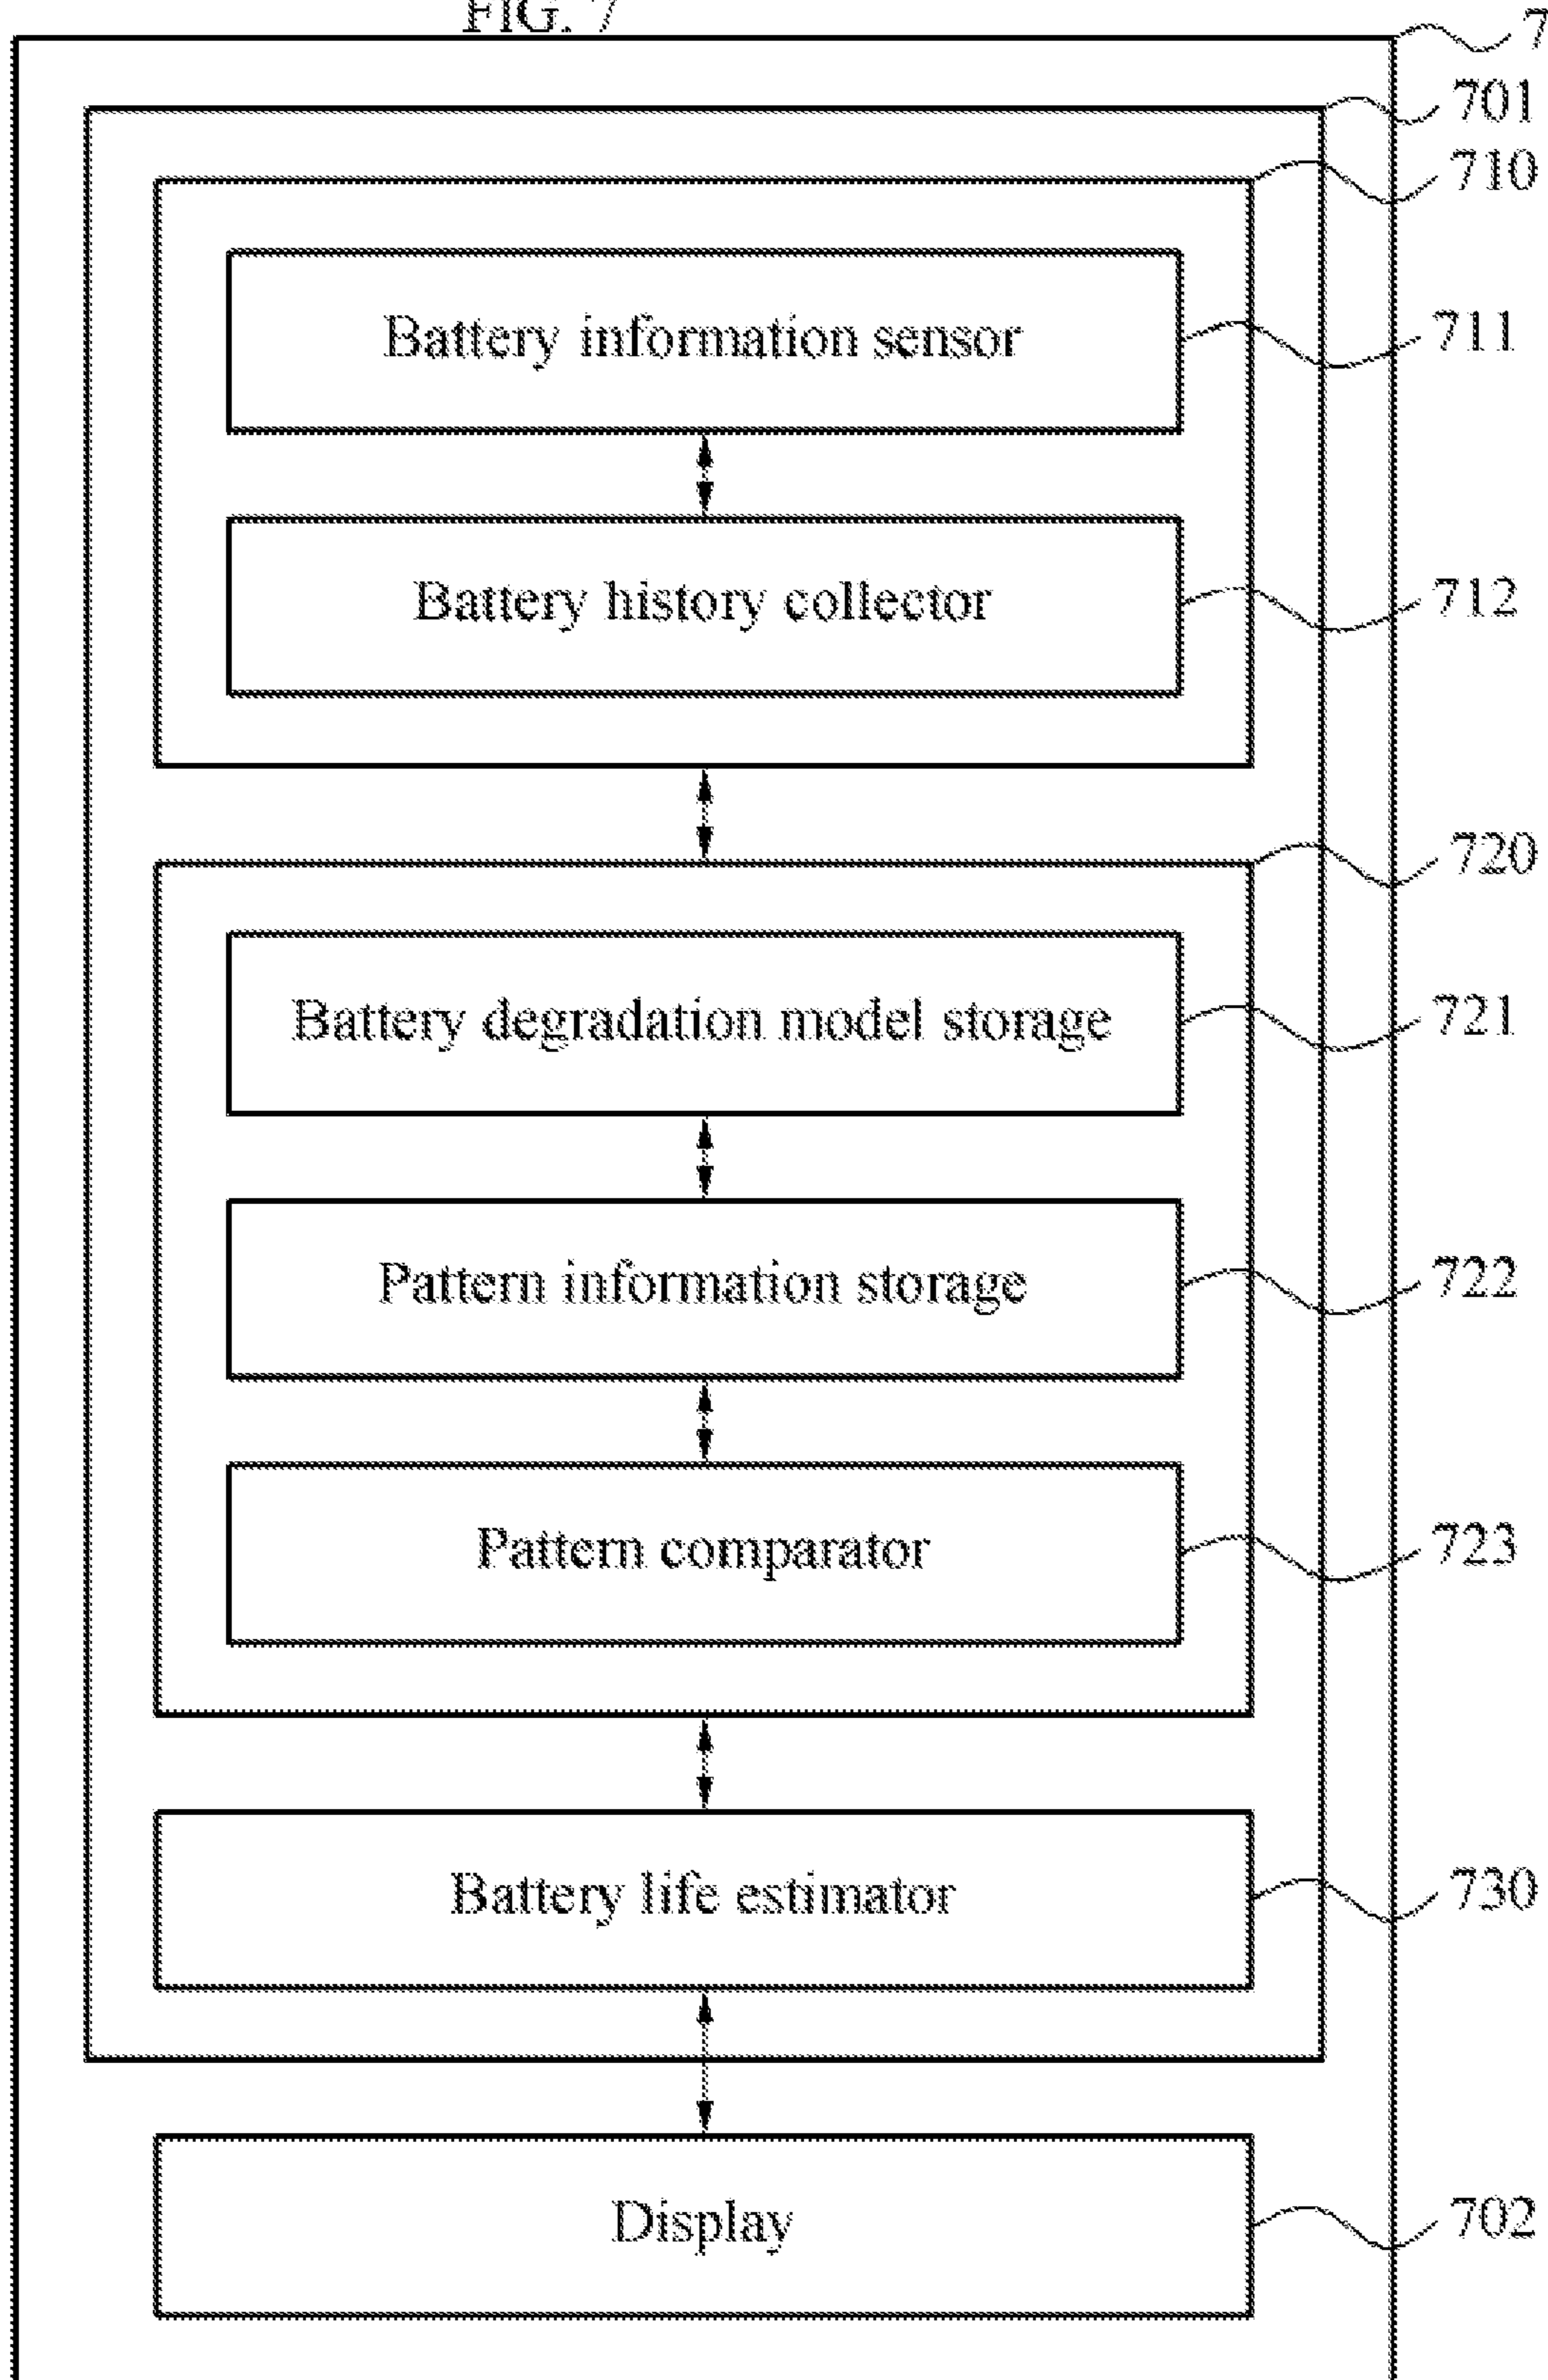 FIG. 7
7
701
710
Battery information sensor
711
Battery history collector
712
720
Battery degradation model storage
721
Pattern information storage
722
Pattern comparator
723
Battery life estimator
730
Display
702